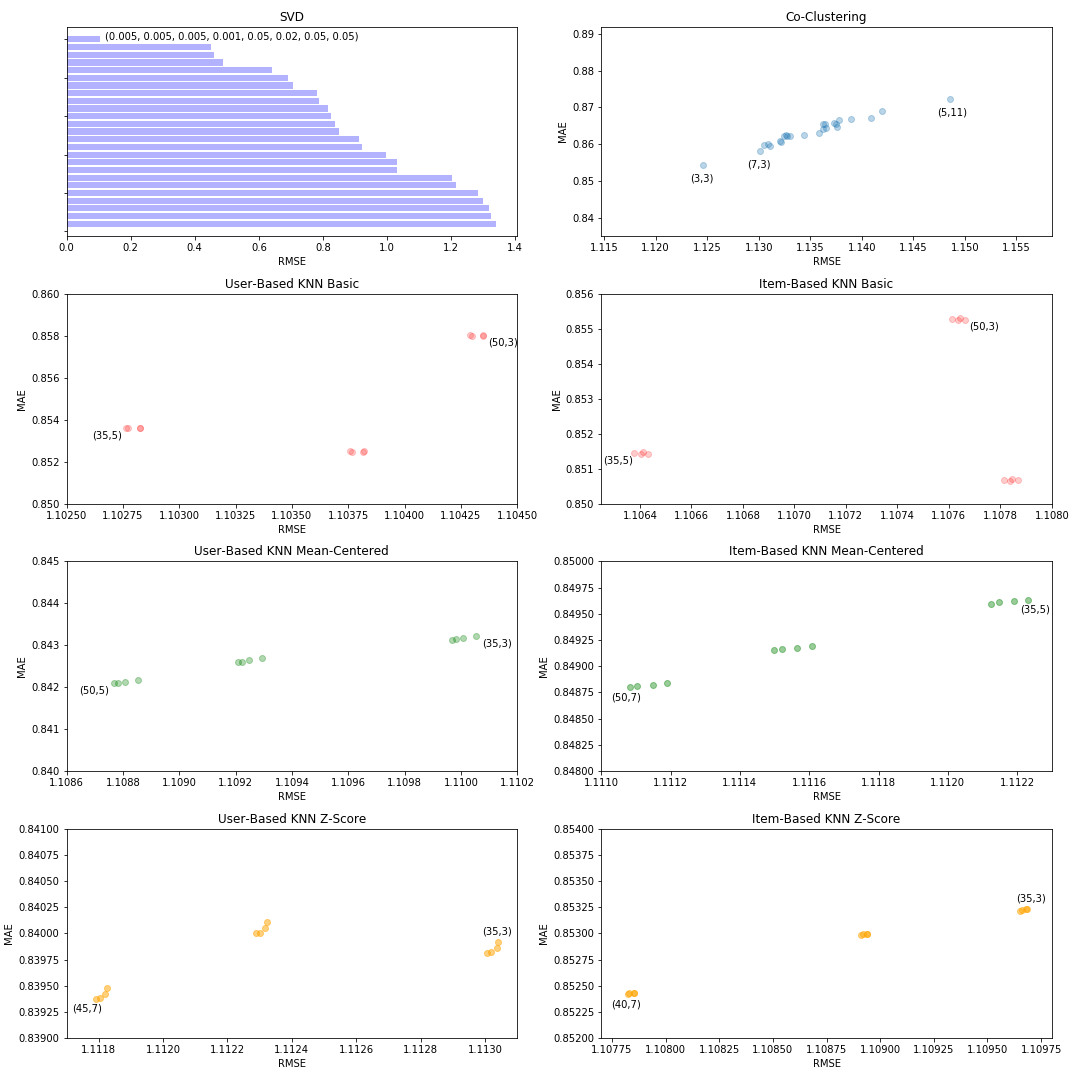 SVD
(0.005, 0.005, 0.005, 0.001, 0.05, 0.02, 0.05, 0.05)
0.0 0.2 0.4 0.6 0.8 1.0 1.2 1.4
RMSE
Co-Clustering
0.89
0.88
0.87
0.86
0.85
0.84
MAE
(5,11)
(7,3)
(3,3)
1.115 1.120 1.125 1.130 1.135 1.140 1.145 1.150 1.155
RMSE
User-Based KNN Basic
0.860
0.858
0.856
0.854
0.852
0.850
MAE
(50,3)
(35,5)
1.10250 1.10275 1.10300 1.10325 1.10350 1.10375 1.10400 1.10425 1.10450
RMSE
Item-Based KNN Basic
0.856
0.855
0.854
0.853
0.852
0.851
0.850
MAE
(50,3)
(35,5)
1.1064 1.1066 1.1068 1.1070 1.1072 1.1074 1.1076 1.1078 1.1080
RMSE
User-Based KNN Mean-Centered
0.845
0.844
0.843
0.842
0.841
0.840
MAE
(35,3)
(50,5)
1.1086 1.1088 1.1090 1.1092 1.1094 1.1096 1.1098 1.1100 1.1102
RMSE
Item-Based KNN Mean-Centered
0.85000
0.84975
0.84950
0.84925
0.84900
0.84875
0.84850
0.84825
0.84800
MAE
(35,5)
(50,7)
1.1110 1.1112 1.1114 1.1116 1.1118 1.1120 1.1122
RMSE
User-Based KNN Z-Score
0.84100
0.84075
0.84050
0.84025
0.84000
0.83975
0.83950
0.83925
0.83900
MAE
(35,3)
(45,7)
1.1118 1.1120 1.1122 1.1124 1.1126 1.1128 1.1130
RMSE
Item-Based KNN Z-Score
0.85400
0.85375
0.85350
0.85325
0.85300
0.85275
0.85250
0.85225
0.85200
MAE
(35,3)
(40,7)
1.10775 1.10800 1.10825 1.10850 1.10875 1.10900 1.10925 1.10950 1.10975
RMSE